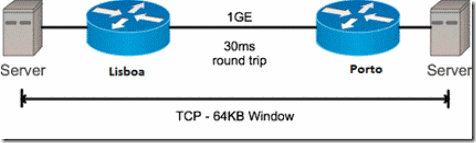 1GE
Server
Lisboa
30ms
round trip
Porto
Server
TCP - 64KB Window